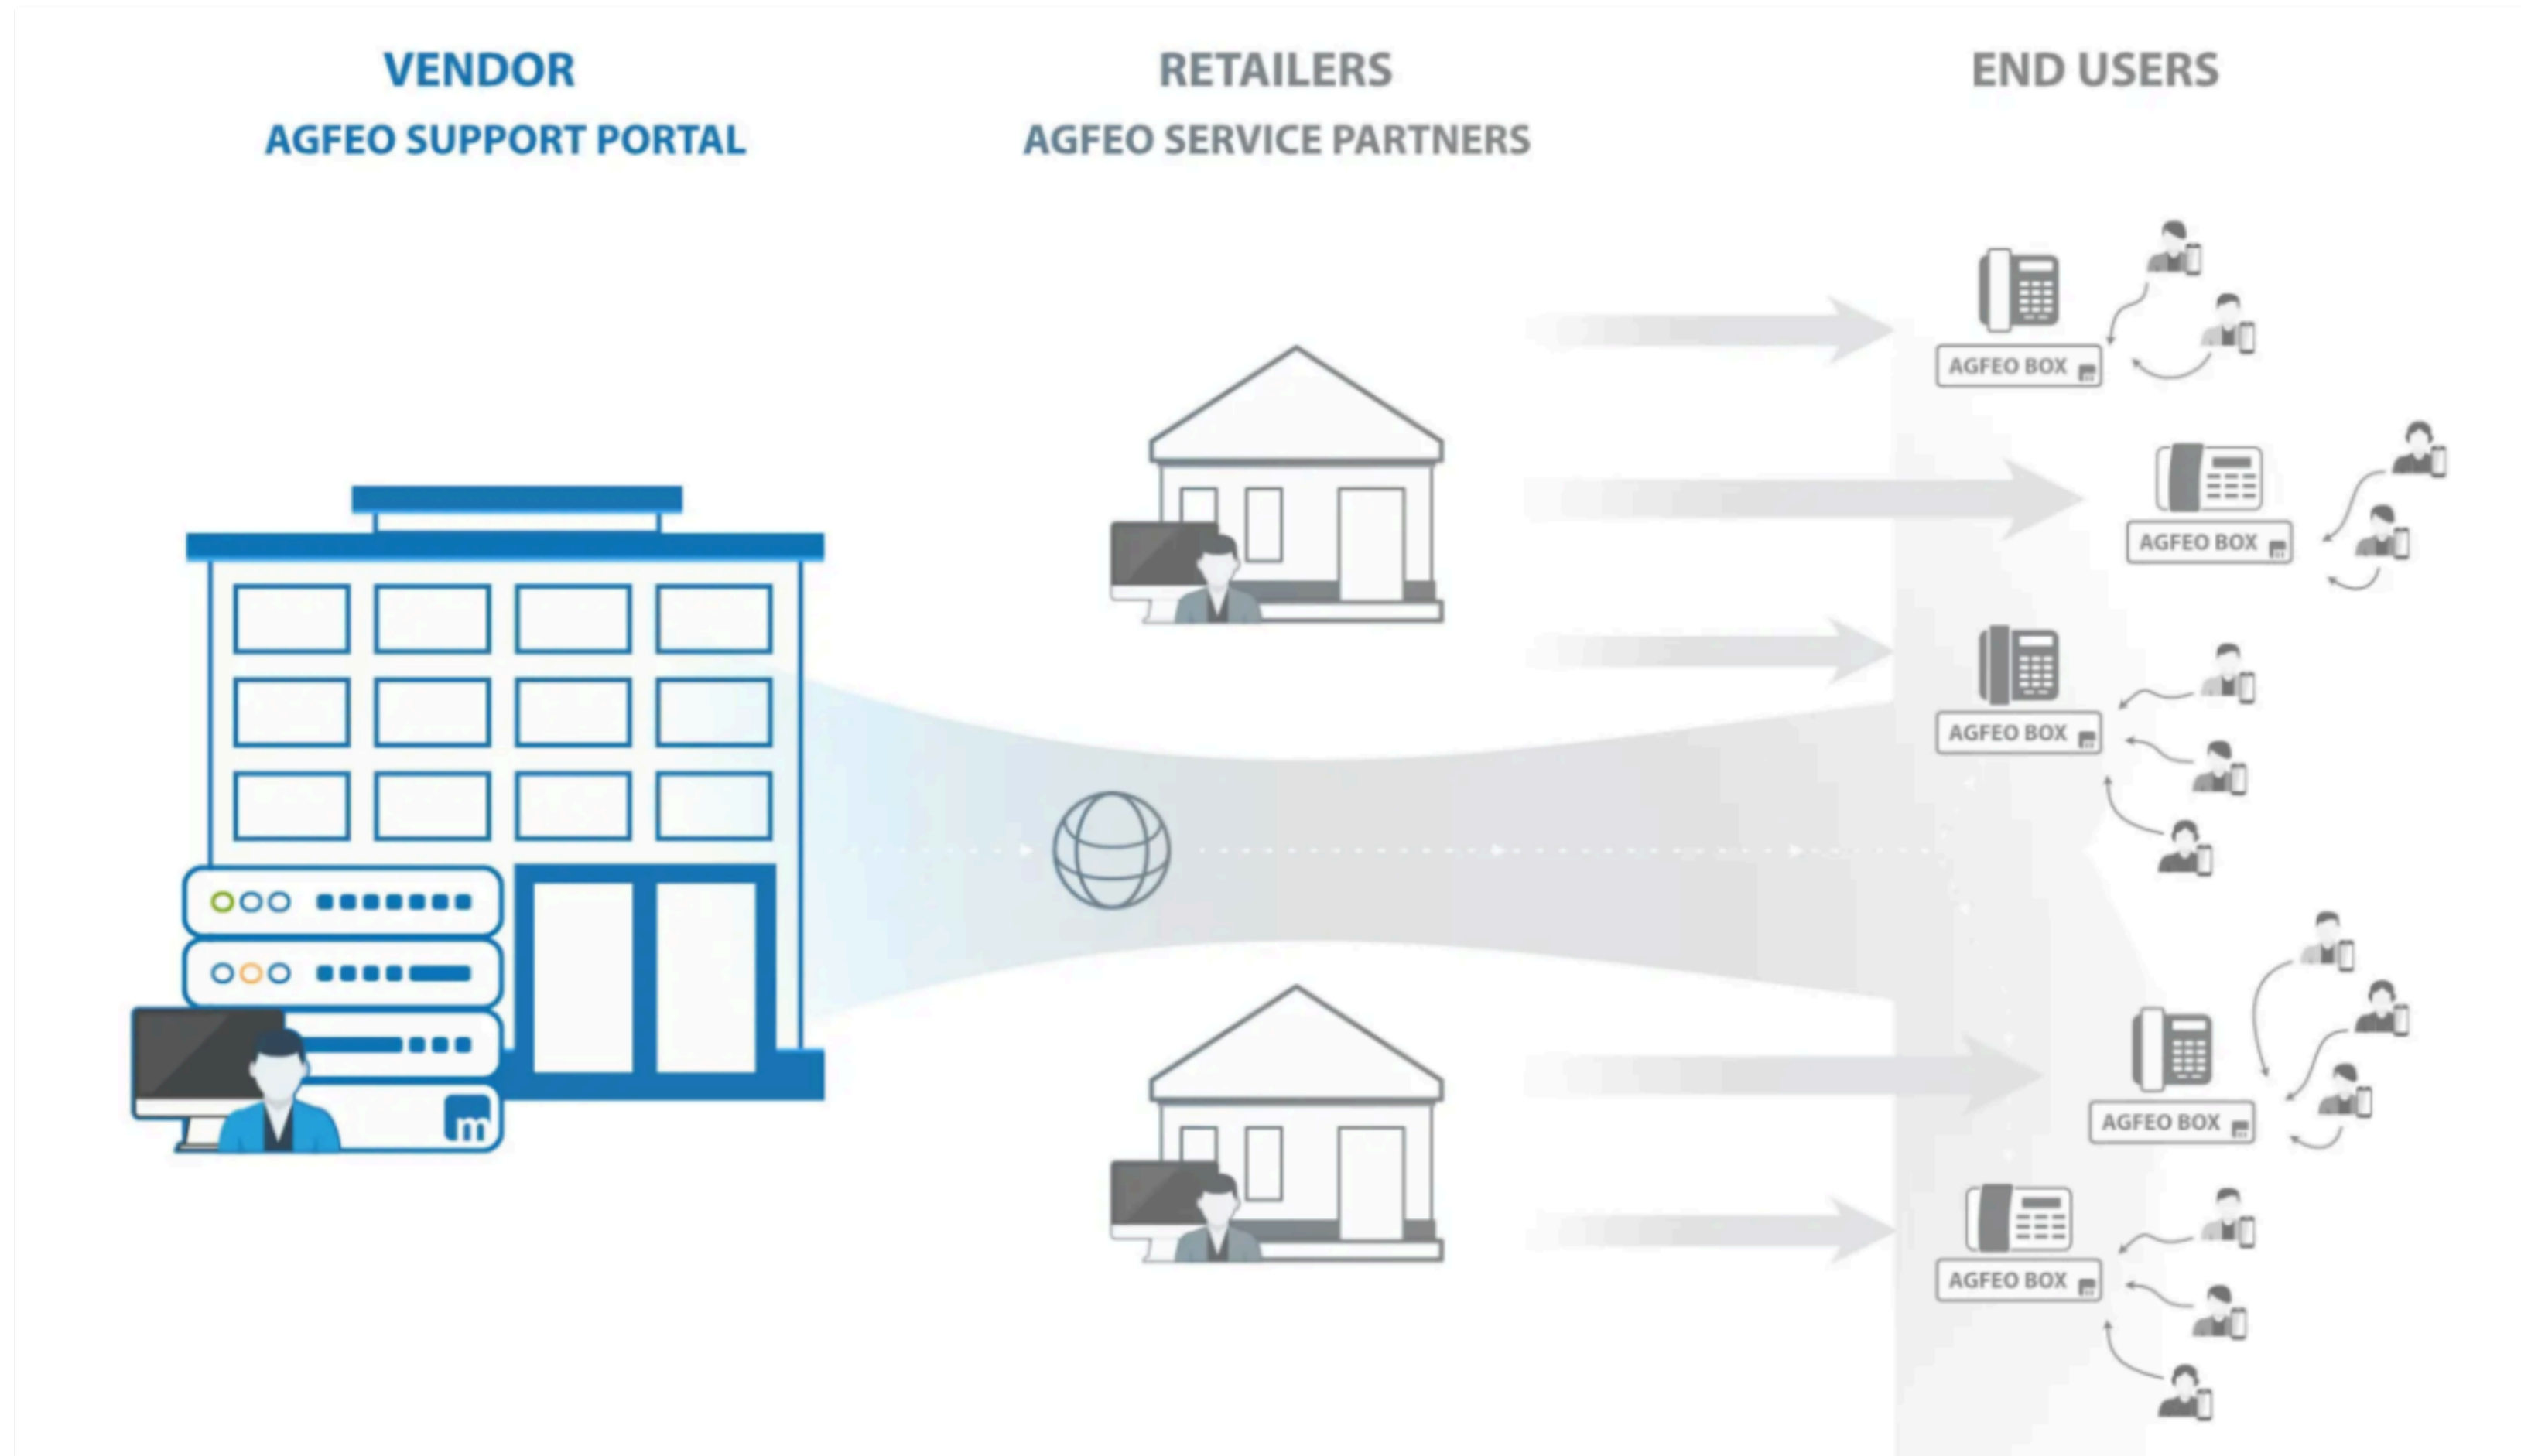 VENDOR
AGFEO SUPPORT PORTAL
RETAILERS
AGFEO SERVICE PARTNERS
END USERS
AGFEO BOX
AGFEO BOX
AGFEO BOX
AGFEO BOX
AGFEO BOX
m